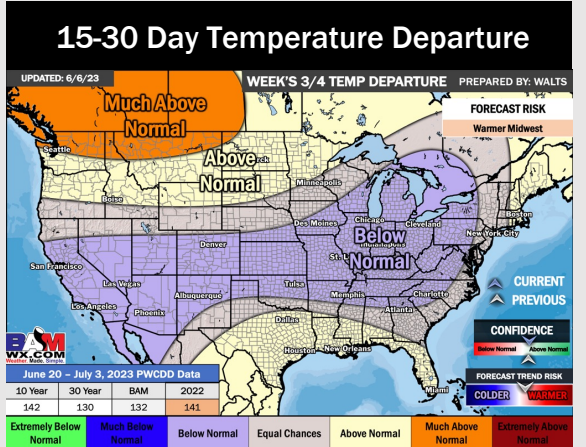 15-30 Day Temperature Departure
UPDATED: 6/6/23
WEEK'S 3/4 TEMP DEPARTURE
PREPARED BY: WALTS
FORECAST RISK
Warmer Midwest
Much Above
Normal
Seattle
Above
Normal
rck
Minneapolis
Boise
Boston
Des Moines
Chicago
Cleveland
New York City
Below
Normal
Indianapolis
Denver
St. L
San Francisco
Las Vegas
Tulsa
Memphis
Charlotte
Los Angeles
Albuquerque
Phoenix
Atlanta
Dallas
Houston
New Orleans
Miami
CURRENT
PREVIOUS
CONFIDENCE
Below Normal
Above Normal
FORECAST TREND RISK
COLDER
WARMER
BAM
WX.COM
Weather. Made. Simple.
June 20 – July 3, 2023 PWCDD Data
10 Year 30 Year BAM 2022
142 130 132 141
Extremely Below
Normal
Much Below
Normal
Below Normal
Equal Chances
Above Normal
Much Above
Normal
Extremely Above
Normal